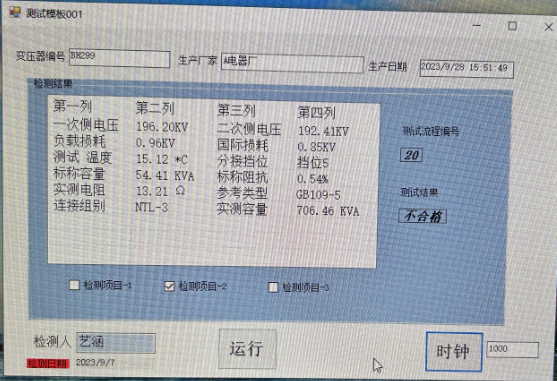 测试模板001
变压器编号 BH299 生产厂家 A电器厂 生产日期 2023/9/28 15:51:49
检测结果
第一列 第二列 第三列 第四列
一次侧电压 196.20KV 二次侧电压 192.41KV
负载损耗 0.96KV 国际损耗 0.35KV
测试 温度 15.12 *C 分接挡位 挡位5
标称容量 54.41 KVA 标称阻抗 0.54%
实测电阻 13.21 Ω 参考类型 GB109-5
连接组别 NTL-3 实测容量 706.46 KVA
测试流程编号
20
测试结果
不合格
检测项目-1 检测项目-2 检测项目-3
检测人 艺涵
检测日期 2023/9/7
运行
时钟 1000